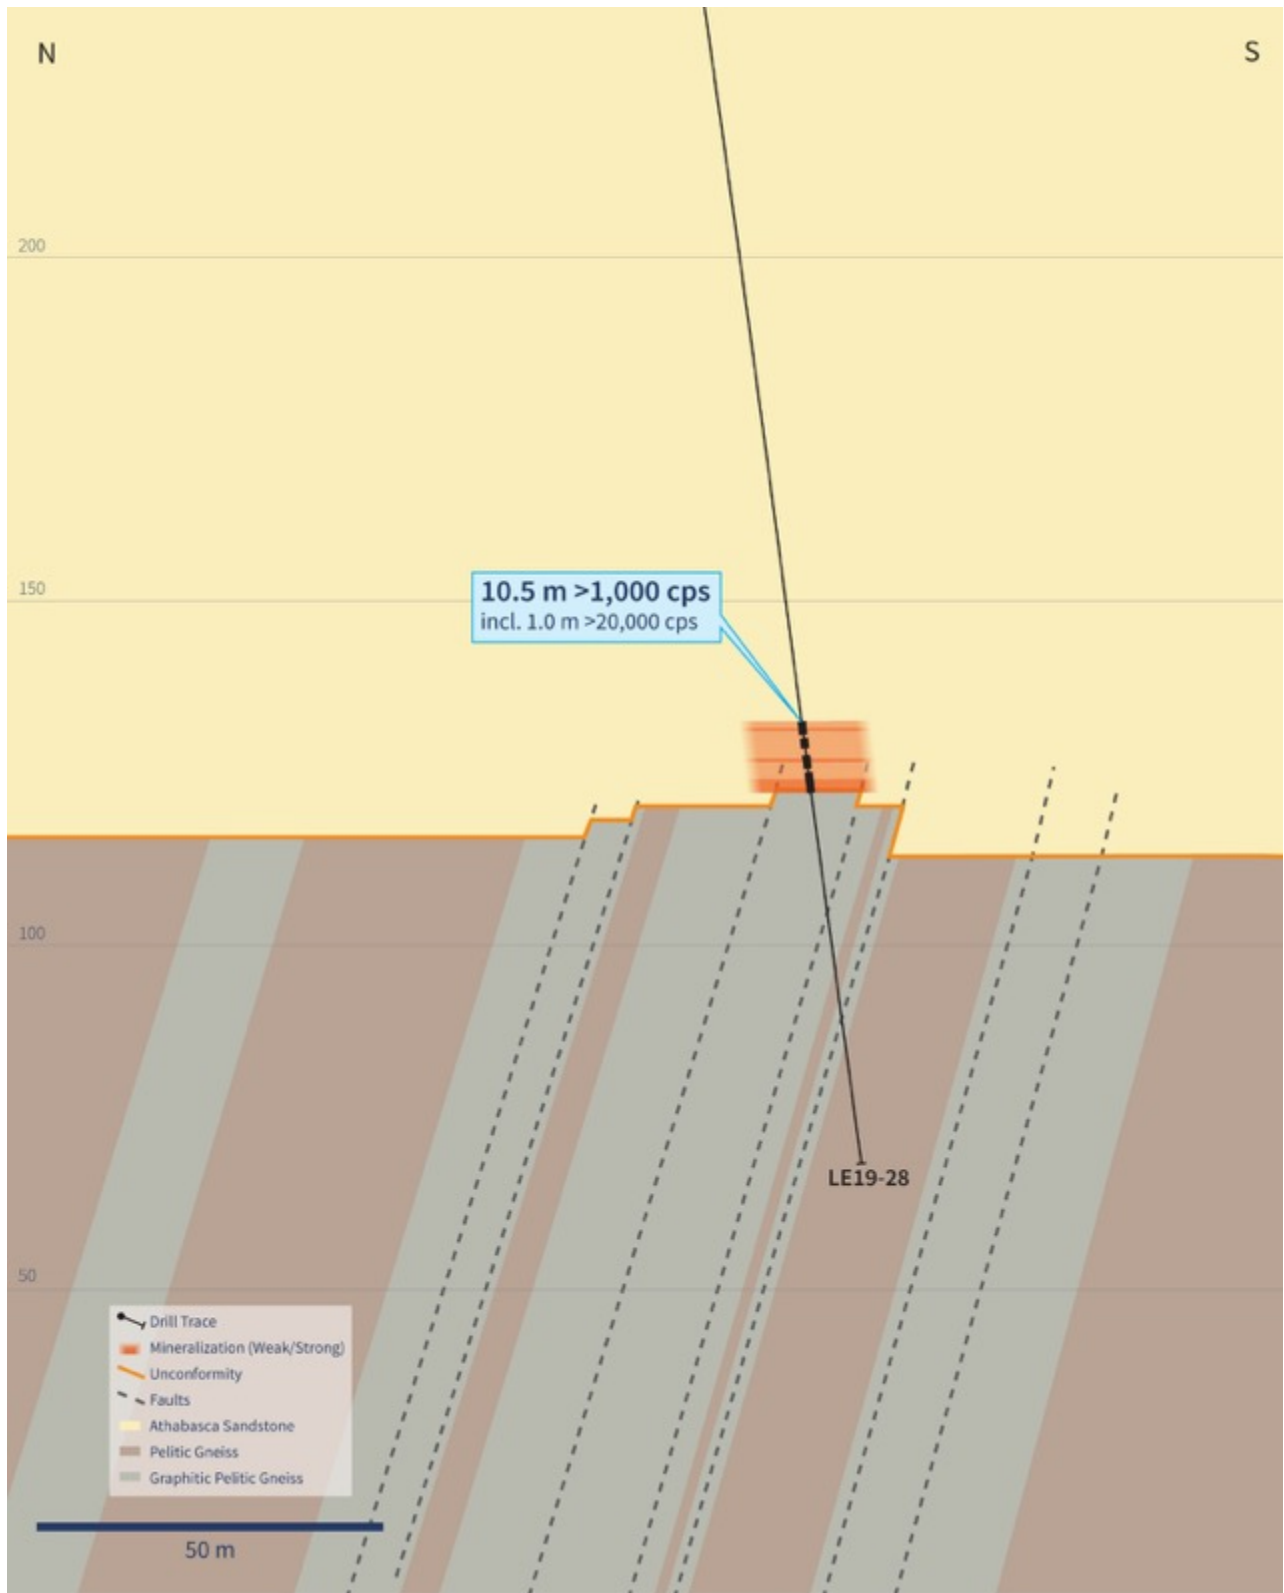 N
S
200
150
10.5 m >1,000 cps
incl. 1.0 m >20,000 cps
100
LE19-28
50
Drill Trace
Mineralization (Weak/Strong)
Unconformity
Faults
Athabasca Sandstone
Pelitic Gneiss
Graphitic Pelitic Gneiss
50 m